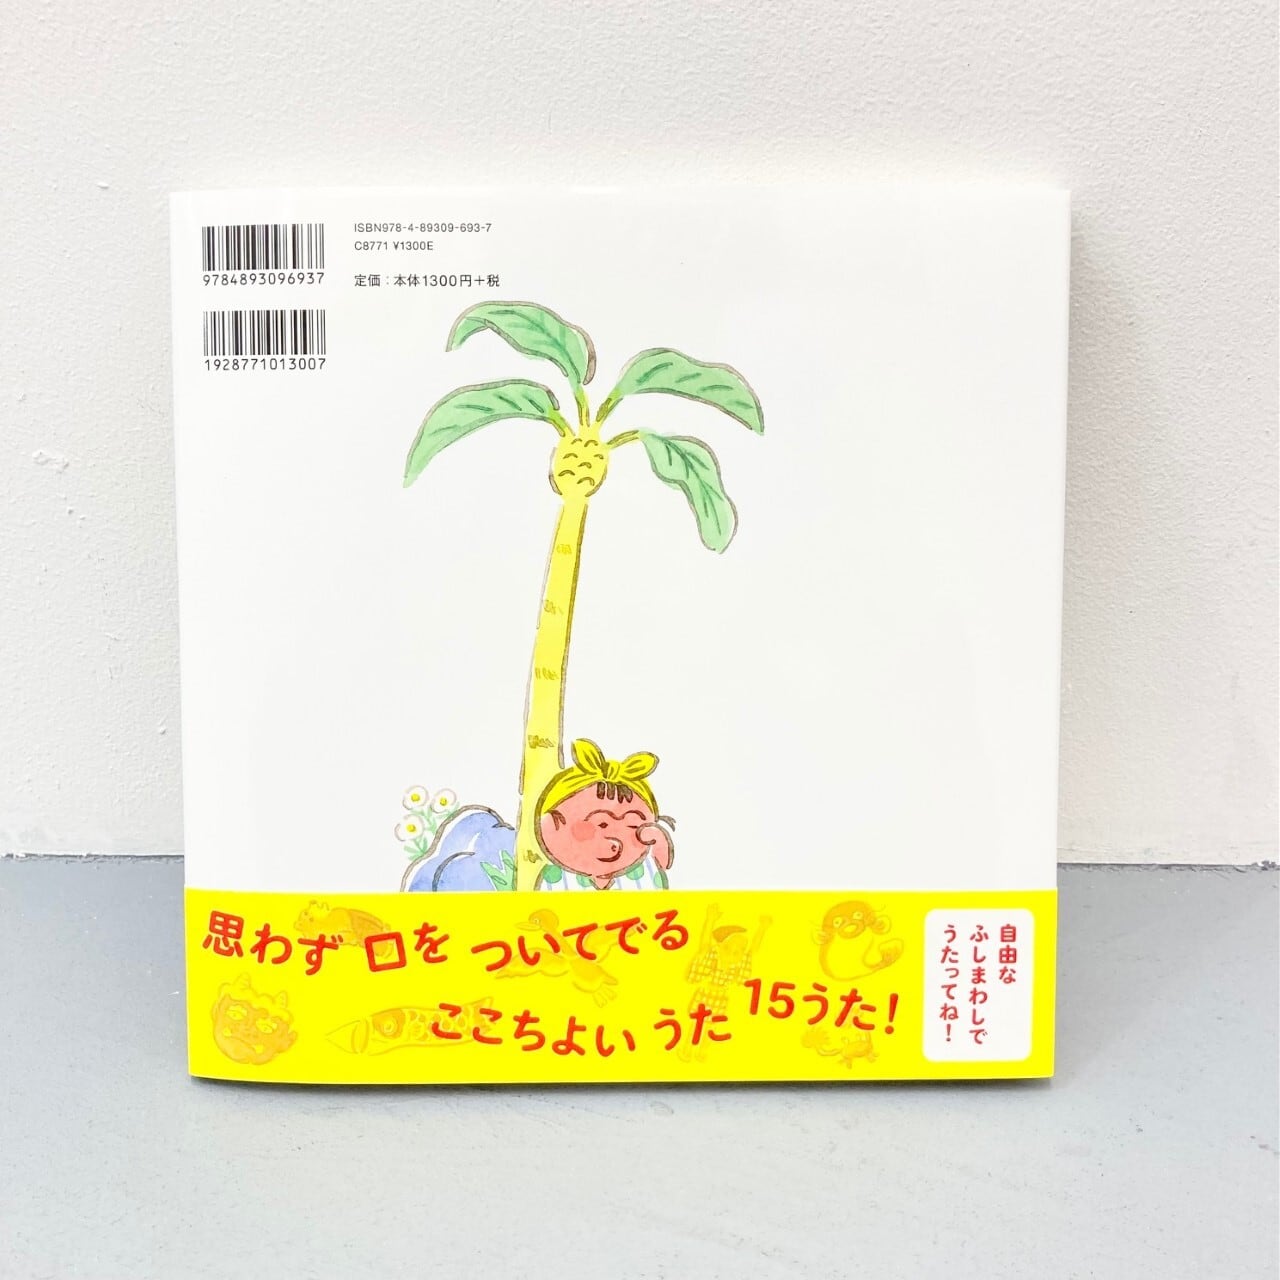 ISBN978-4-89309-693-7
C8771 ¥1300E
9784893096937
定価：本体1300円+税
1928771013007
思わず 口を ついてでる
ここちよい うた 15うた！
自由な
ふしまわしで
うたってね！